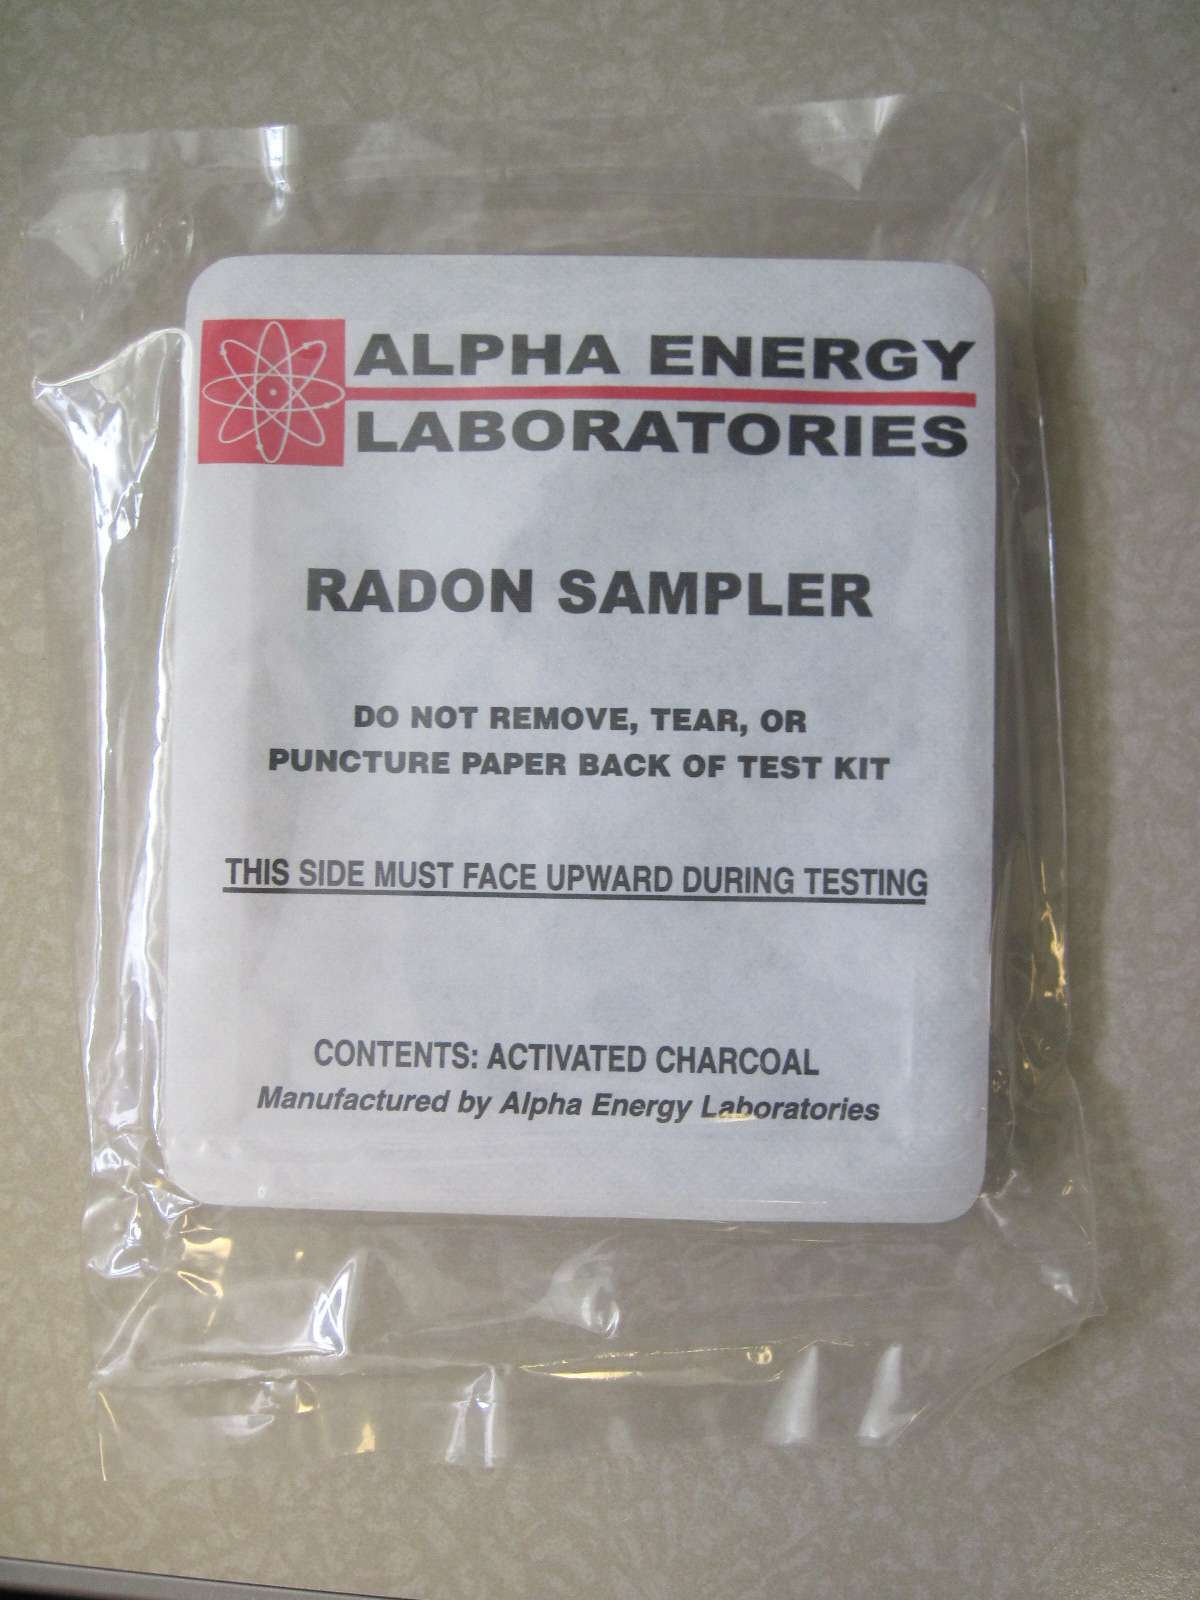 ALPHA ENERGY
LABORATORIES
RADON SAMPLER
DO NOT REMOVE, TEAR, OR
PUNCTURE PAPER BACK OF TEST KIT
THIS SIDE MUST FACE UPWARD DURING TESTING
CONTENTS: ACTIVATED CHARCOAL
Manufactured by Alpha Energy Laboratories